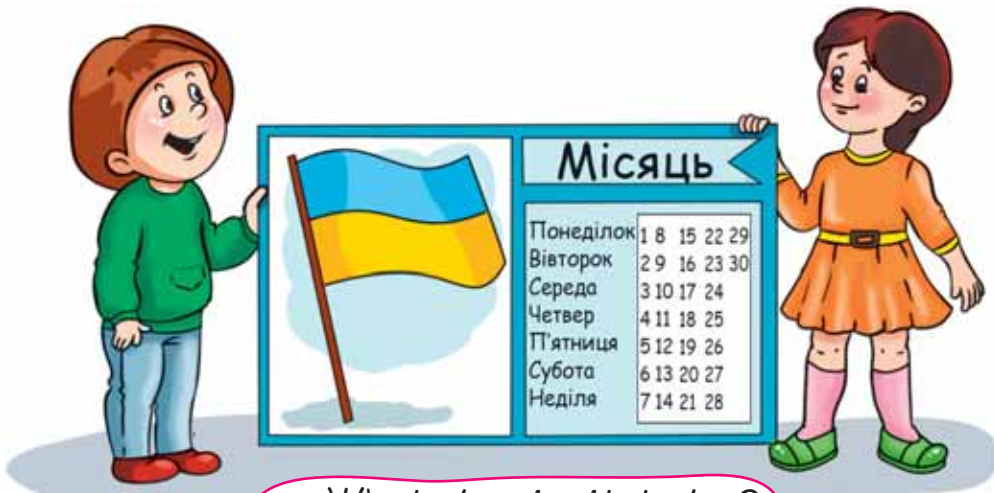 Місяць
Понеділок 1 8 15 22 29
Вівторок 2 9 16 23 30
Середа 3 10 17 24
Четвер 4 11 18 25
П'ятниця 5 12 19 26
Субота 6 13 20 27
Неділя 7 14 21 28